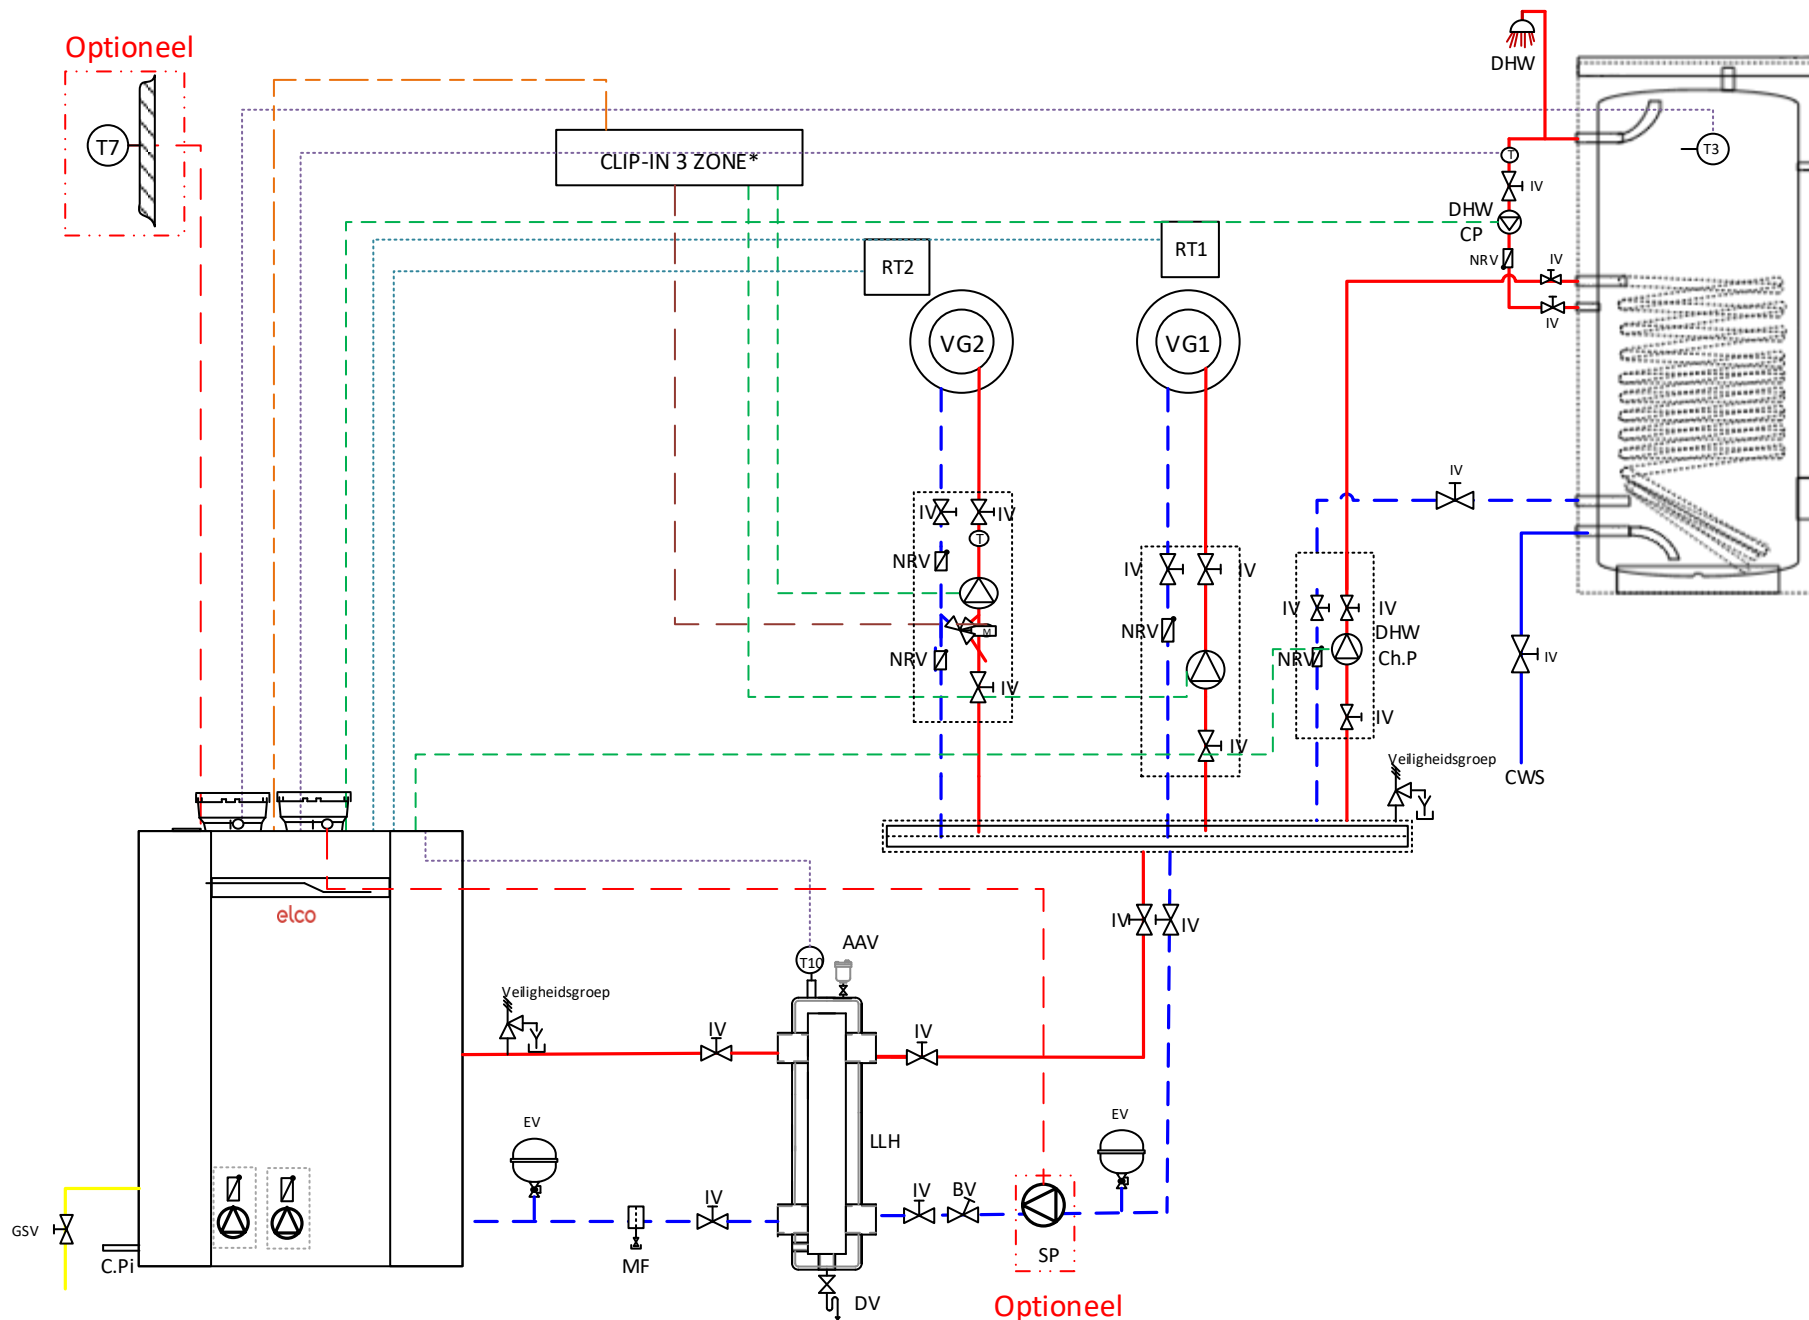 Optioneel
DHW
T7
CLIP-IN 3 ZONE*
T
T3
IV
DHW
CP
RT1
RT2
NRV
IV
IV
VG2
VG1
IV
IV
IV
T
NRV
IV
IV
IV
IV
DHW
Ch.P
M
NRV
NRV
NRV
IV
IV
IV
IV
Veiligheidsgroep
CWS
elco
IV
IV
AAV
T10
Veiligheidsgroep
IV
IV
EV
EV
LLH
IV
IV
BV
GSV
C.Pi
MF
SP
DV
Optioneel